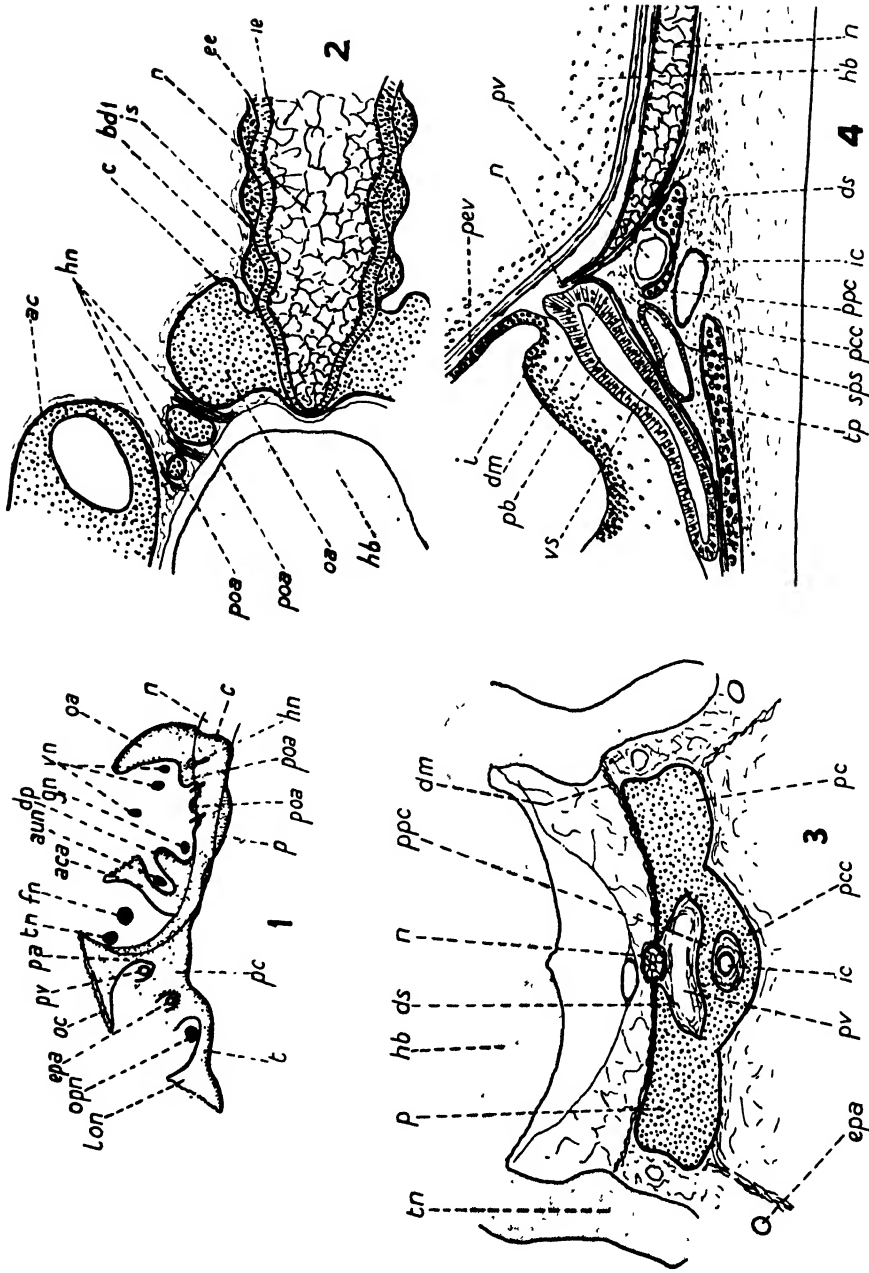 lon
opn
epa
oc
pv
pa
tn
fn
aca
aun
dp
gn
vn
oa
n
c
hn
poa
poa
p
pc
t
1
ac
hn
c
bd1
is
n
ee
ie
poa
poa
oa
hb
2
tn
p
hb
ds
n
ppc
dm
epa
pv
ic
pcc
pc
3
vs
pb
dm
i
pev
n
pv
tp
sps
pcc
ppc
ic
ds
hb
n
4